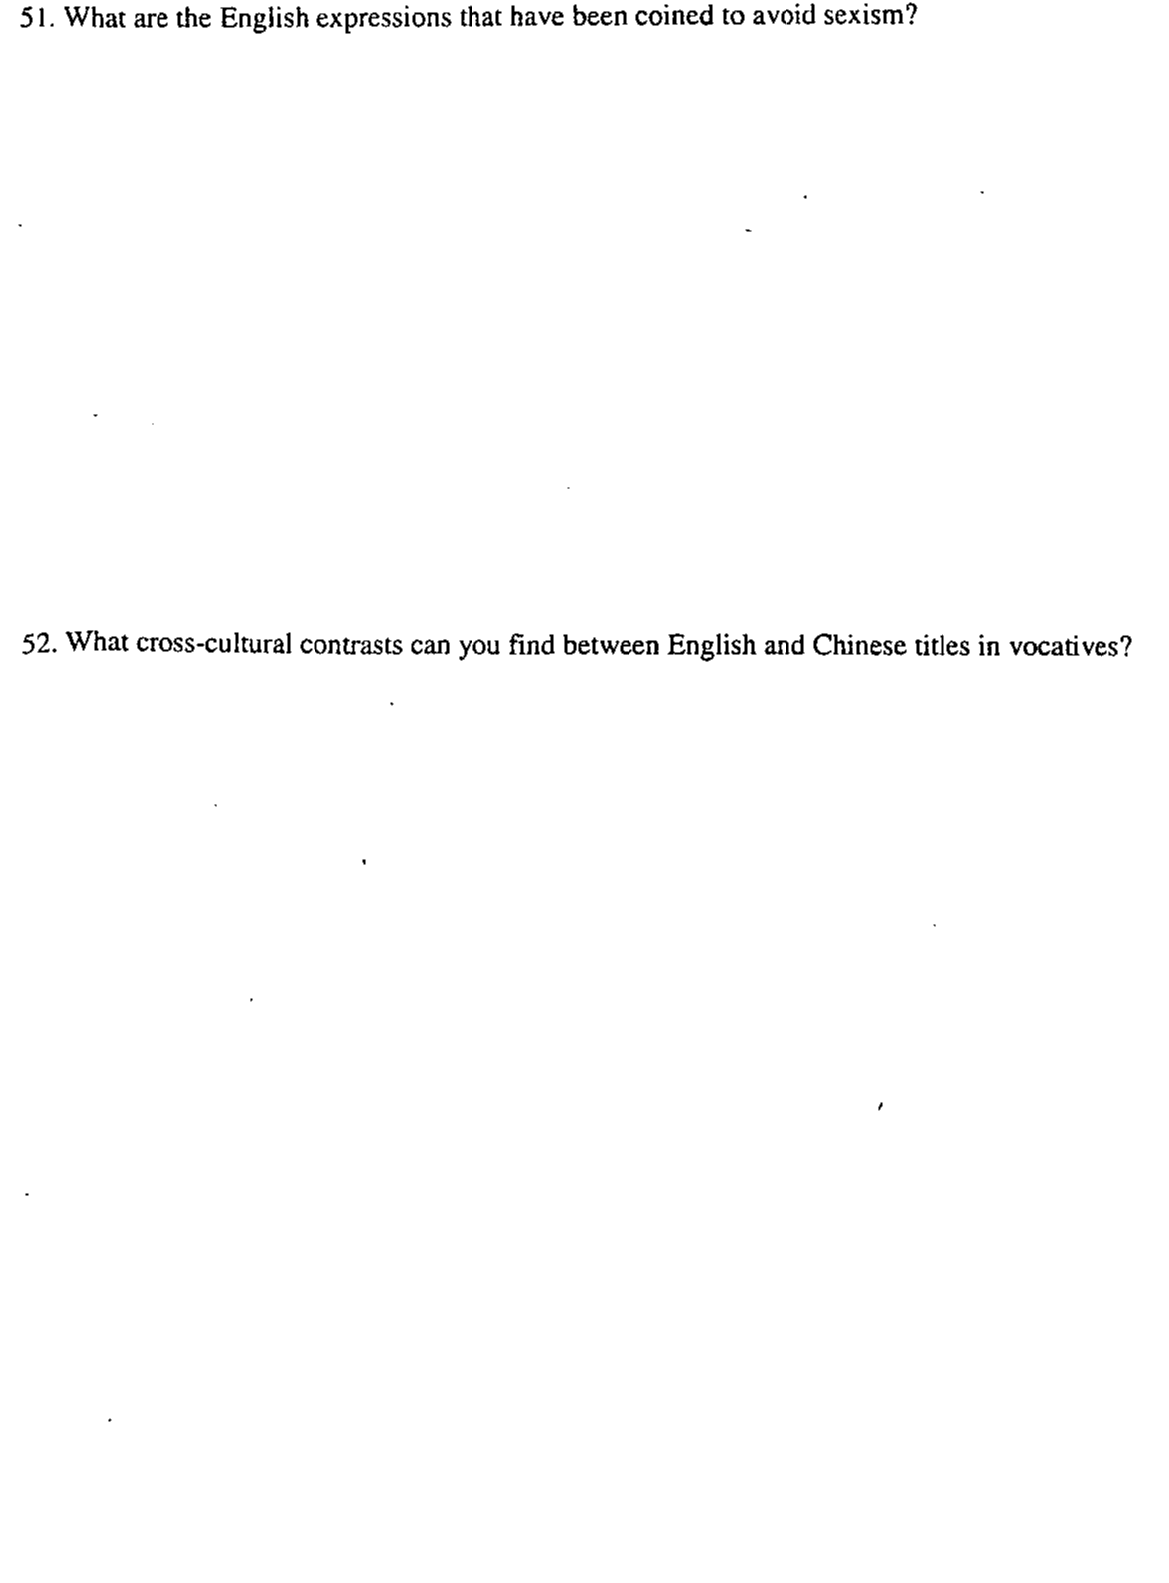 51. What are the English expressions that have been coined to avoid sexism?
52. What cross-cultural contrasts can you find between English and Chinese titles in vocatives?